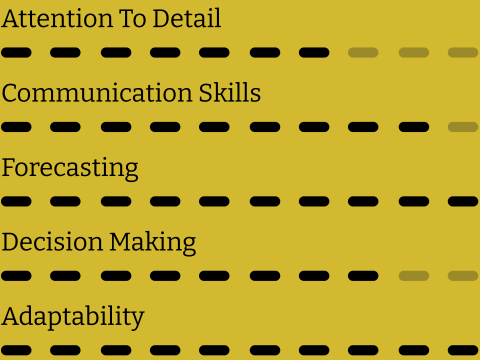 Attention To Detail
Communication Skills
Forecasting
Decision Making
Adaptability